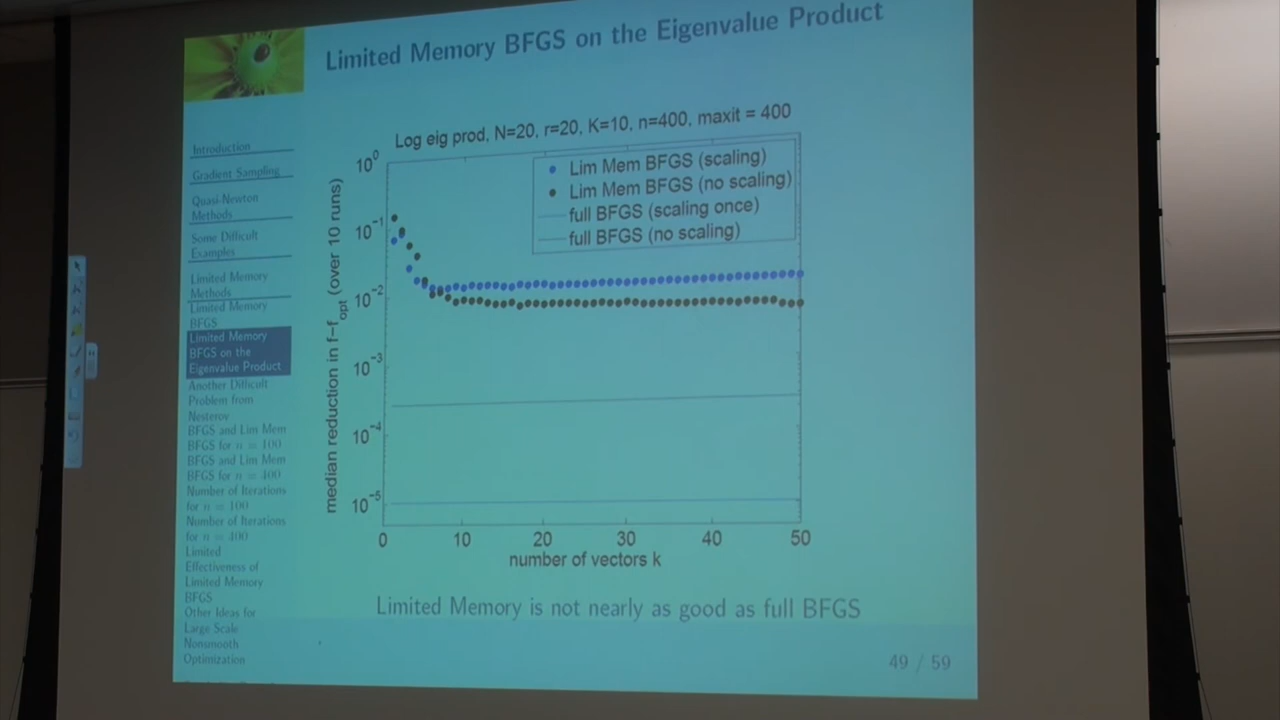 Limited Memory BFGS on the Eigenvalue Product
Introduction
Gradient Sampling
Quasi-Newton
Methods
Some Difficult
Examples
Limited Memory
Methods
Limited Memory
BFGS
Limited Memory
BFGS on the
Eigenvalue Product
Another Difficult
Problem from
Nesterov
BFGS and Lim Mem
BFGS for n = 100
BFGS and Lim Mem
BFGS for n = 400
Number of Iterations
for n = 100
Number of Iterations
for n = 400
Limited
Effectiveness of
Limited Memory
BFGS
Other Ideas for
Large Scale
Nonsmooth
Optimization
Log eig prod, N=20, r=20, K=10, n=400, maxit = 400
Lim Mem BFGS (scaling)
Lim Mem BFGS (no scaling)
full BFGS (scaling once)
full BFGS (no scaling)
median reduction in f−f_opt (over 10 runs)
10^0
10^−1
10^−2
10^−3
10^−4
10^−5
0 10 20 30 40 50
number of vectors k
Limited Memory is not nearly as good as full BFGS
49 / 59